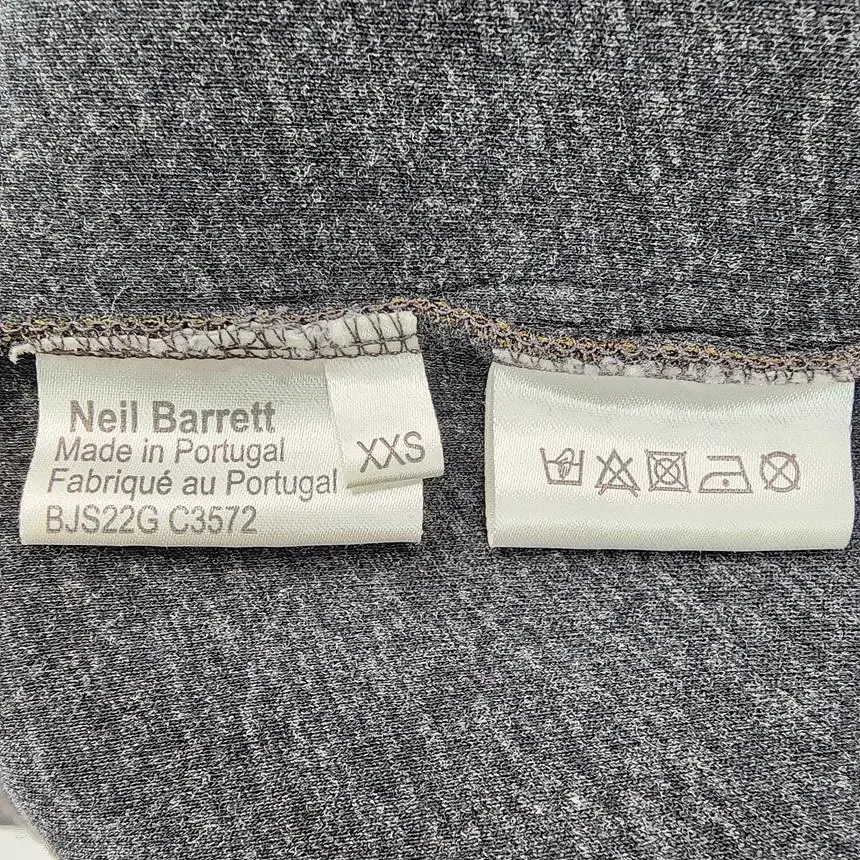 Neil Barrett
Made in Portugal
Fabriqué au Portugal
BJS22G C3572
XXS